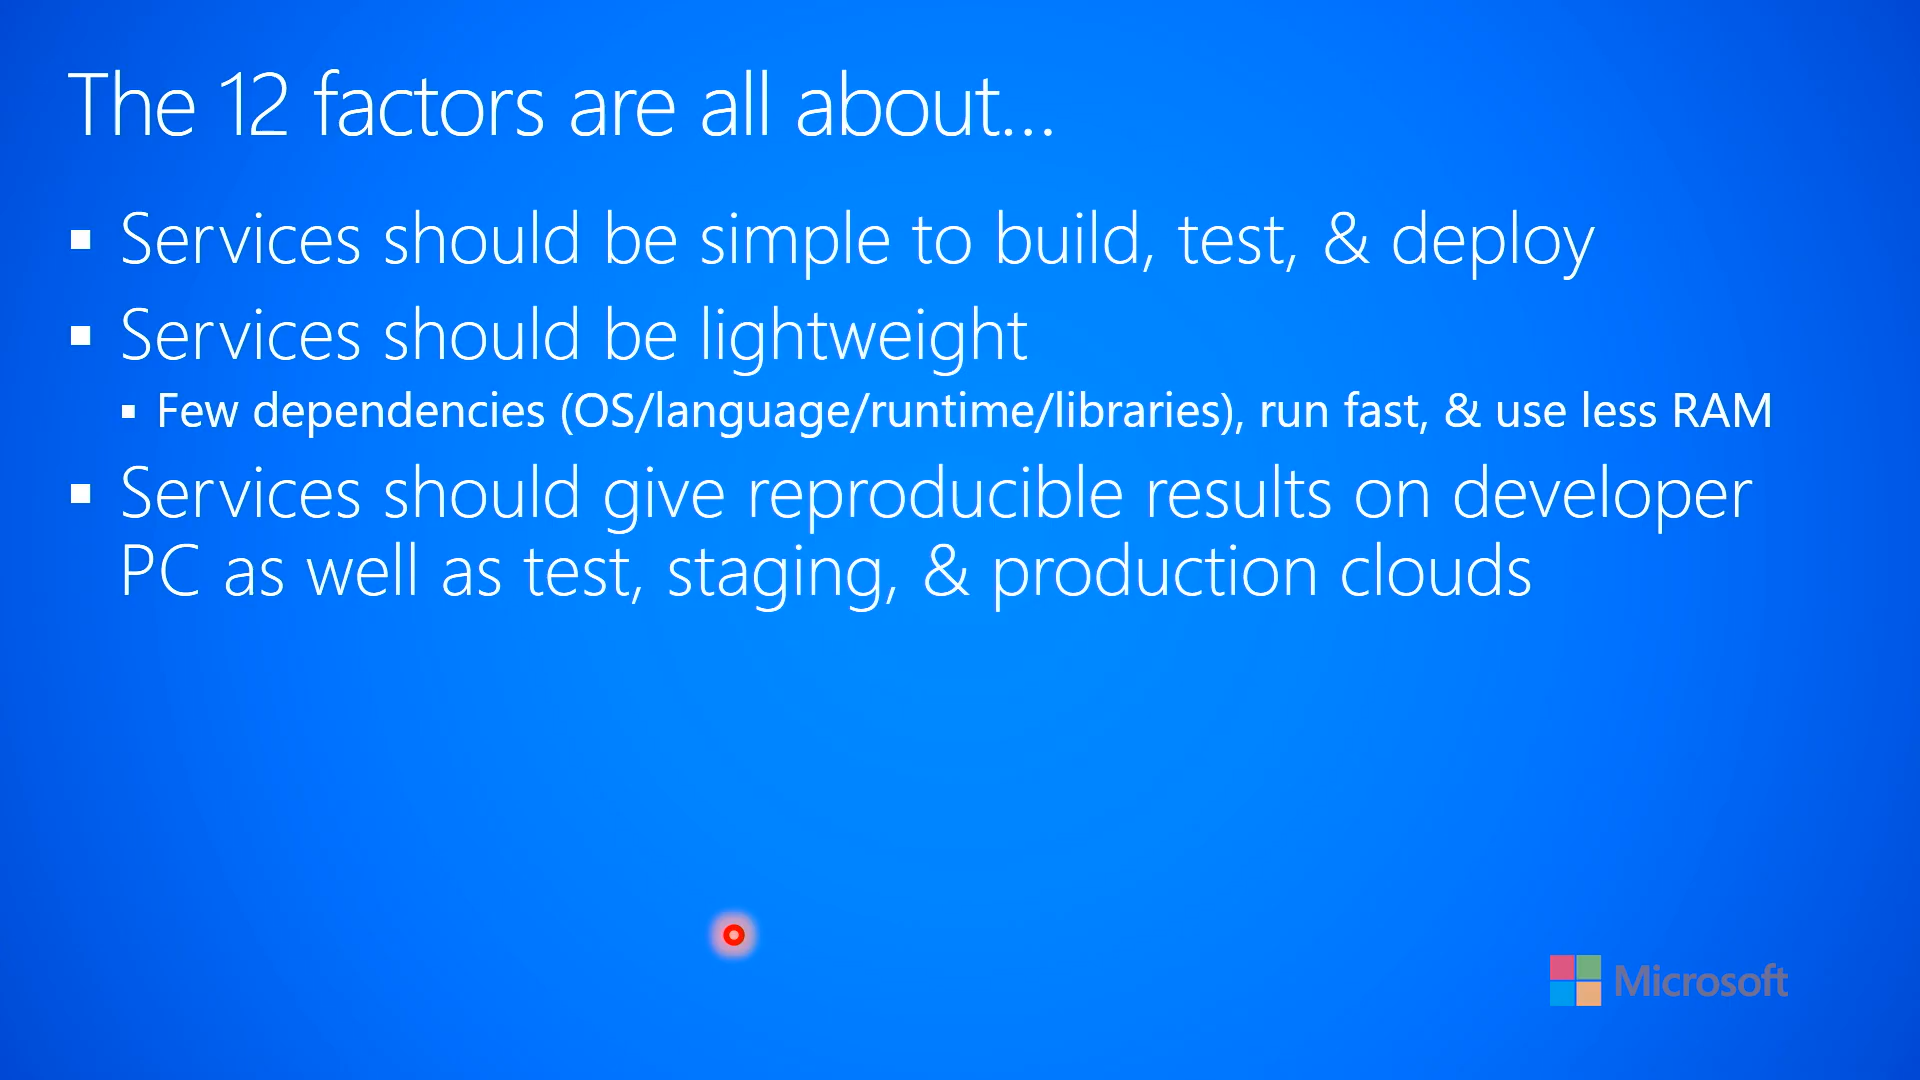 The 12 factors are all about...
Services should be simple to build, test, & deploy
Services should be lightweight
Few dependencies (OS/language/runtime/libraries), run fast, & use less RAM
Services should give reproducible results on developer
PC as well as test, staging, & production clouds
Microsoft